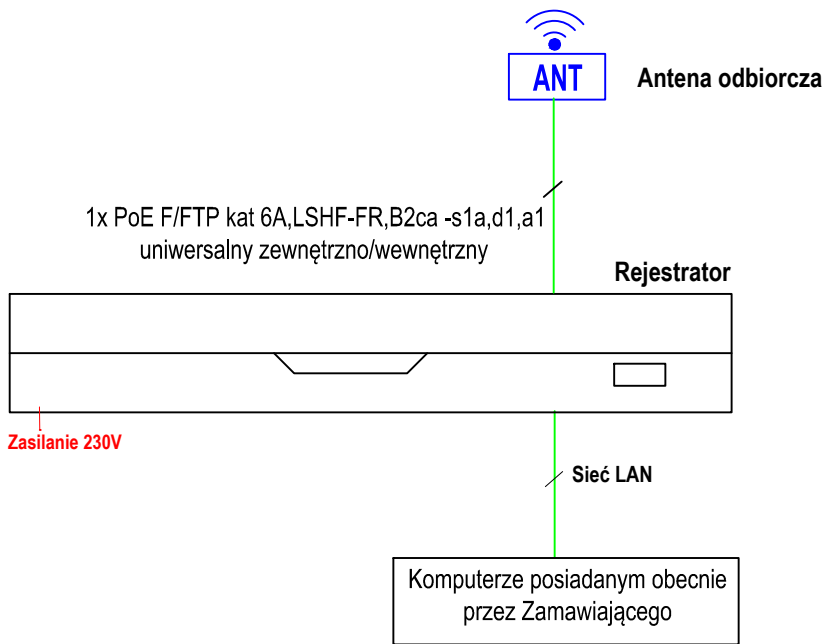 ANT
Antena odbiorcza
1x PoE F/FTP kat 6A,LSHF-FR,B2ca -s1a,d1,a1
uniwersalny zewnętrzno/wewnętrzny
Rejestrator
Zasilanie 230V
Sieć LAN
Komputerze posiadanym obecnie
przez Zamawiającego